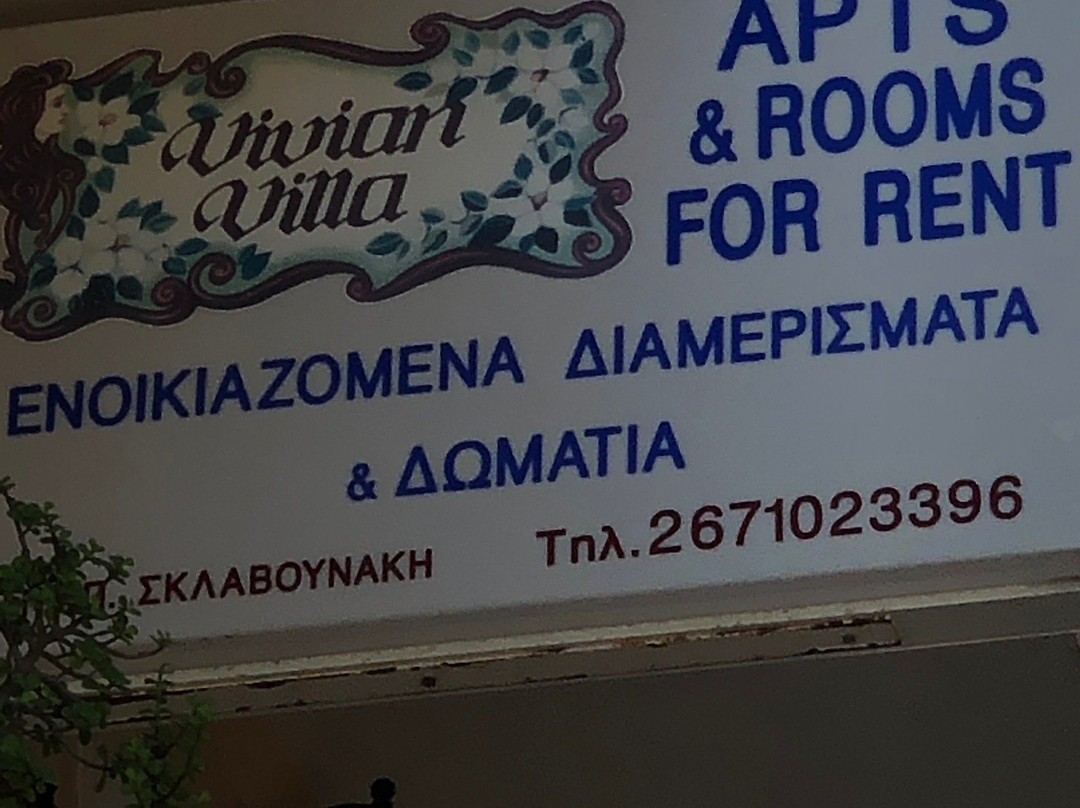 Vivian
Villa
APTS
& ROOMS
FOR RENT
ΕΝΟΙΚΙΑΖΟΜΕΝΑ ΔΙΑΜΕΡΙΣΜΑΤΑ
& ΔΩΜΑΤΙΑ
Π. ΣΚΛΑΒΟΥΝΑΚΗ Τηλ.2671023396